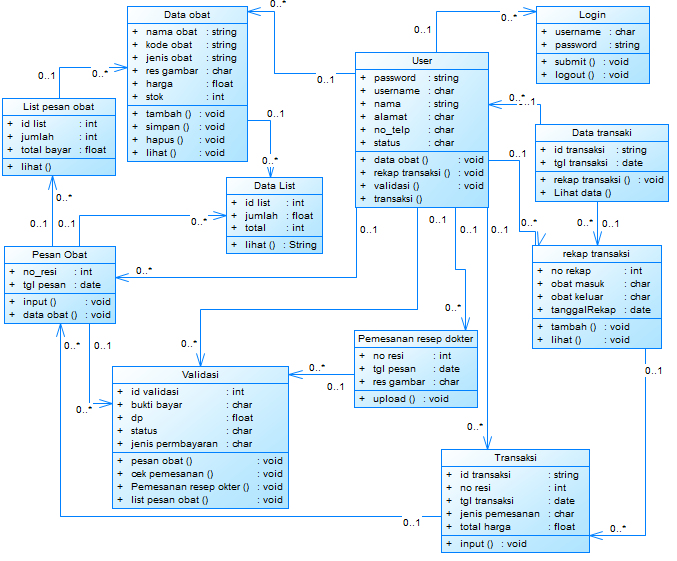 Data obat
+ nama obat : string
+ kode obat : string
+ jenis obat : string
+ res gambar : char
+ harga : float
+ stok : int
+ tambah () : void
+ simpan () : void
+ hapus () : void
+ lihat () : void
0..*
0..1
0..1
0..*
Login
+ username : char
+ password : string
+ submit () : void
+ logout () : void
0..1
0..*
User
+ password : string
+ username : char
+ nama : string
+ alamat : char
+ no_telp : char
+ status : char
+ data obat () : void
+ rekap transaksi () : void
+ validasi () : void
+ transaksi ()
0..1
0..*
List pesan obat
+ id list : int
+ jumlah : int
+ total bayar : float
+ lihat ()
0..*
0..1
0..1
Data transaki
+ id transaksi : string
+ tgl transaksi : date
+ rekap transaksi () : void
+ Lihat data ()
0..*
0..1
0..1
0..*
0..*
Data List
+ id list : int
+ jumlah : float
+ total : int
+ lihat () : String
0..*
0..1
0..1
0..1
0..1
Pesan Obat
+ no_resi : int
+ tgl pesan : date
+ input () : void
+ data obat () : void
0..*
0..*
0..1
0..*
rekap transaksi
+ no rekap : int
+ obat masuk : char
+ obat keluar : char
+ tanggalRekap : date
+ tambah () : void
+ lihat () : void
0..1
Pemesanan resep dokter
+ no resi : int
+ tgl pesan : date
+ res gambar : char
+ upload () : void
0..*
0..*
0..1
Validasi
+ id validasi : int
+ bukti bayar : char
+ dp : float
+ status : char
+ jenis permbayaran : char
+ pesan obat () : void
+ cek pemesanan () : void
+ Pemesanan resep okter () : void
+ list pesan obat () : void
0..*
0..*
Transaksi
+ id transaksi : string
+ no resi : int
+ tgl transaksi : date
+ jenis pemesanan : char
+ total harga : float
+ input () : void
0..1
0..*